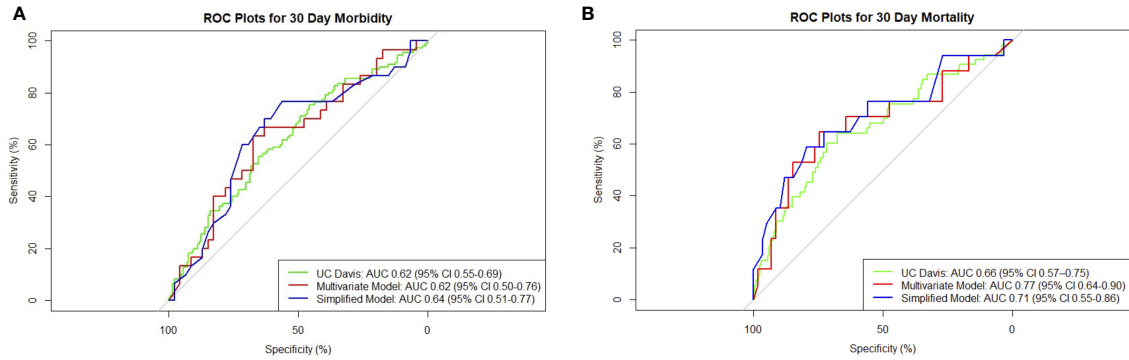 A
ROC Plots for 30 Day Morbidity
Sensitivity (%)
100
80
60
40
20
0
UC Davis: AUC 0.62 (95% CI 0.55-0.69)
Multivariate Model: AUC 0.62 (95% CI 0.50-0.76)
Simplified Model: AUC 0.64 (95% CI 0.51-0.77)
100
50
0
Specificity (%)
B
ROC Plots for 30 Day Mortality
Sensitivity (%)
100
80
60
40
20
0
UC Davis: AUC 0.66 (95% CI 0.57–0.75)
Multivariate Model: AUC 0.77 (95% CI 0.64-0.90)
Simplified Model: AUC 0.71 (95% CI 0.55-0.86)
100
50
0
Specificity (%)